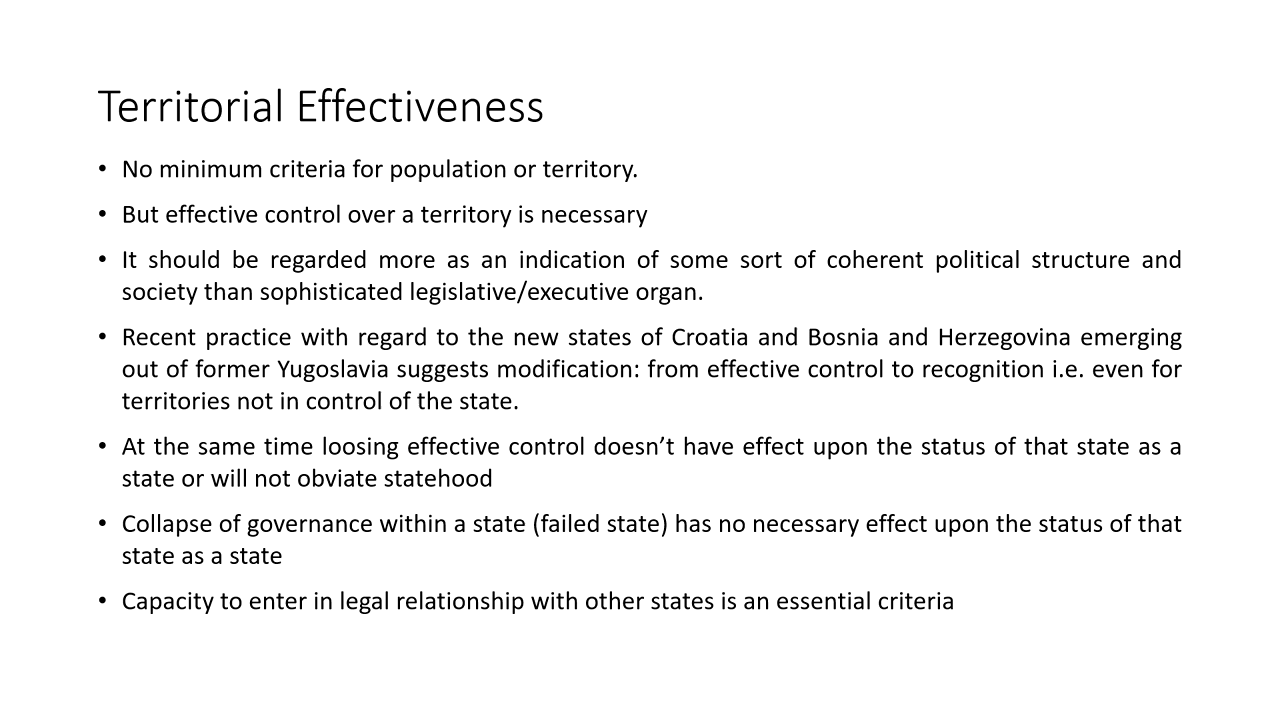 Territorial Effectiveness
• No minimum criteria for population or territory.
• But effective control over a territory is necessary
• It should be regarded more as an indication of some sort of coherent political structure and
society than sophisticated legislative/executive organ.
• Recent practice with regard to the new states of Croatia and Bosnia and Herzegovina emerging
out of former Yugoslavia suggests modification: from effective control to recognition i.e. even for
territories not in control of the state.
• At the same time loosing effective control doesn’t have effect upon the status of that state as a
state or will not obviate statehood
• Collapse of governance within a state (failed state) has no necessary effect upon the status of that
state as a state
• Capacity to enter in legal relationship with other states is an essential criteria